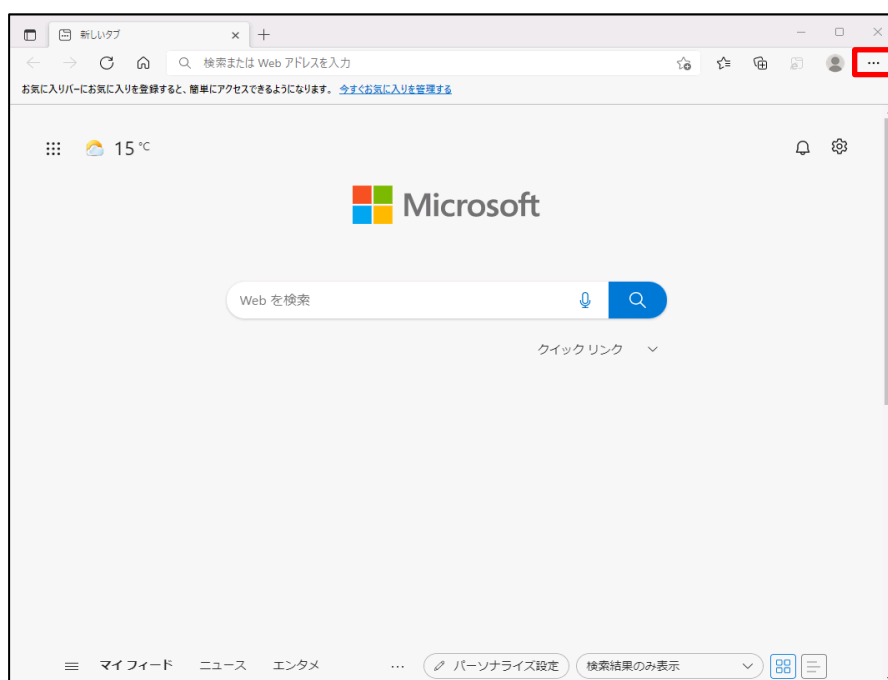 新しいタブ
検索または Web アドレスを入力
お気に入りバーにお気に入りを登録すると、簡単にアクセスできるようになります。 今すぐお気に入りを管理する
15 °C
Microsoft
Web を検索
クイック リンク
マイ フィード ニュース エンタメ ... パーソナライズ設定 検索結果のみ表示